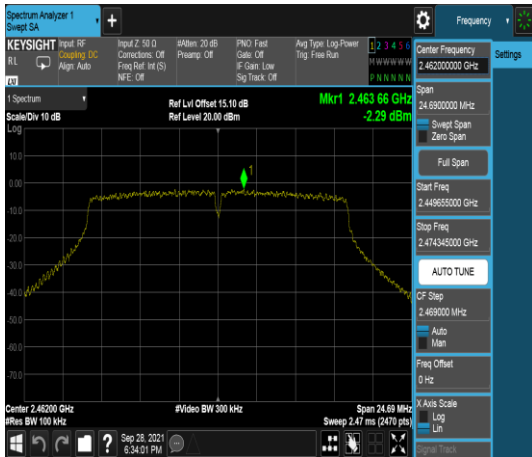 Spectrum Analyzer 1
Swept SA
+
Frequency
KEYSIGHT
RL
LXI
Input: RF
Coupling: DC
Align: Auto
Input Z: 50 Ω
Corrections: Off
Freq Ref: Int (S)
NFE: Off
#Atten: 20 dB
Preamp: Off
PNO: Fast
Gate: Off
IF Gain: Low
Sig Track: Off
Avg Type: Log-Power
Trig: Free Run
1 2 3 4 5 6
M W W W W W
P N N N N N
1 Spectrum
Scale/Div 10 dB
Log
Ref Lvl Offset 15.10 dB
Ref Level 20.00 dBm
Mkr1 2.463 66 GHz
-2.29 dBm
10.0
0.00
-10.0
-20.0
-30.0
-40.0
-50.0
-60.0
-70.0
1
Center 2.46200 GHz
#Res BW 100 kHz
#Video BW 300 kHz
Span 24.69 MHz
Sweep 2.47 ms (2470 pts)
Sep 28, 2021
6:34:01 PM
?
Center Frequency
2.462000000 GHz
Settings
Span
24.6900000 MHz
Swept Span
Zero Span
Full Span
Start Freq
2.449655000 GHz
Stop Freq
2.474345000 GHz
AUTO TUNE
CF Step
2.469000 MHz
Auto
Man
Freq Offset
0 Hz
X Axis Scale
Log
Lin
Signal Track